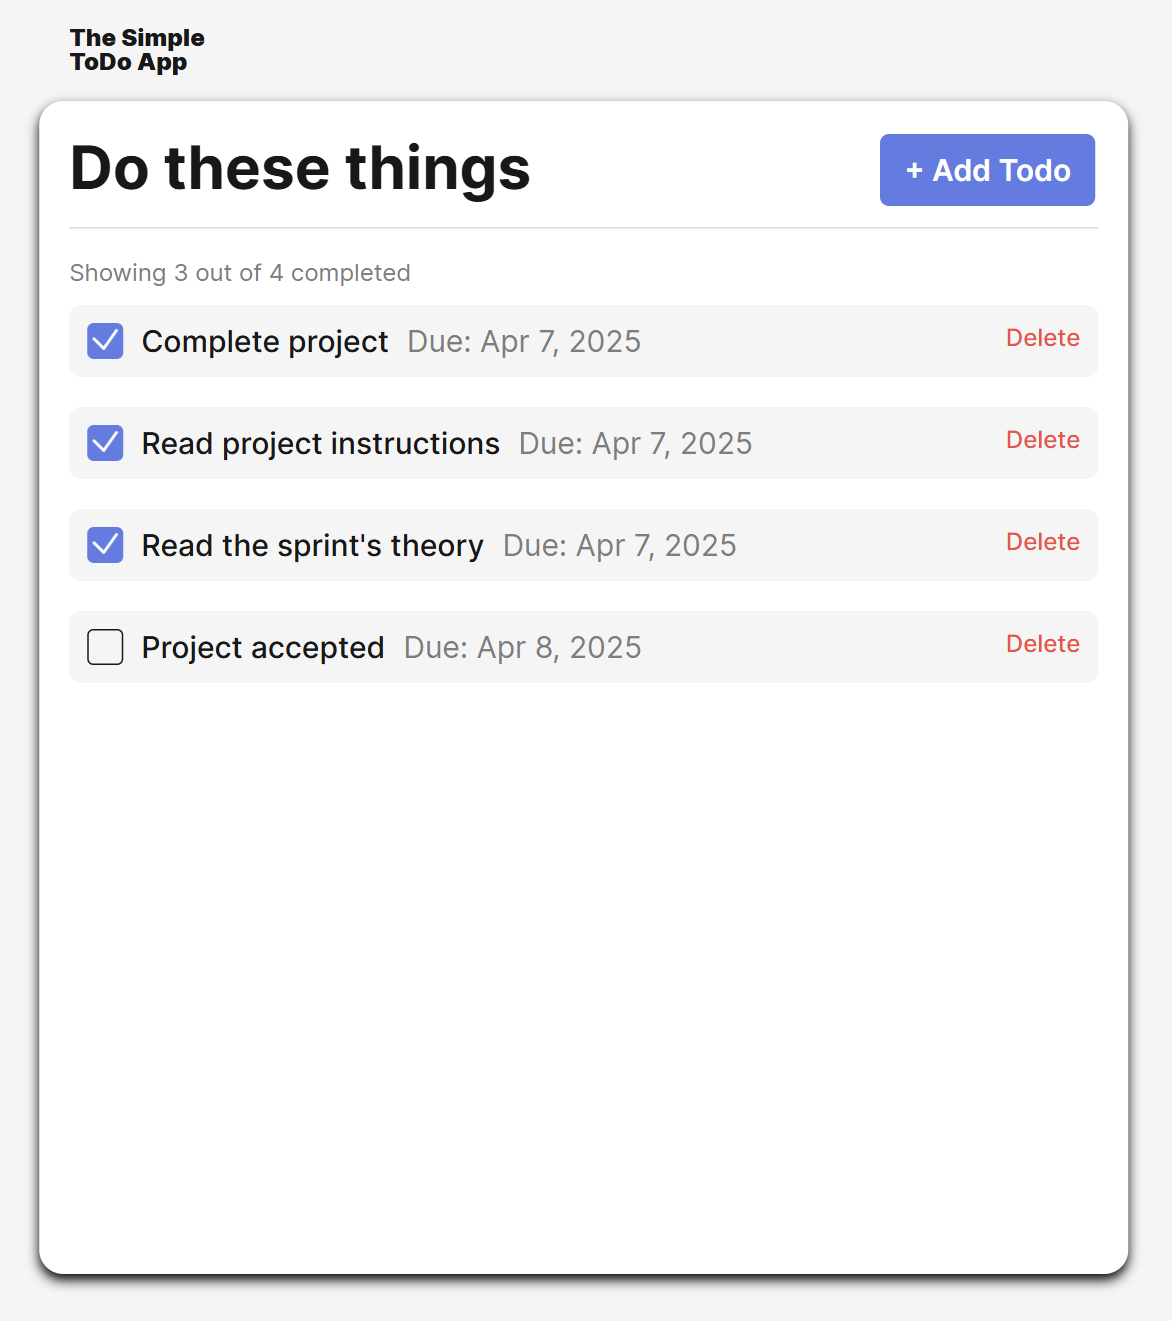 The Simple
ToDo App
Do these things
+ Add Todo
Showing 3 out of 4 completed
Complete project Due: Apr 7, 2025 Delete
Read project instructions Due: Apr 7, 2025 Delete
Read the sprint's theory Due: Apr 7, 2025 Delete
Project accepted Due: Apr 8, 2025 Delete